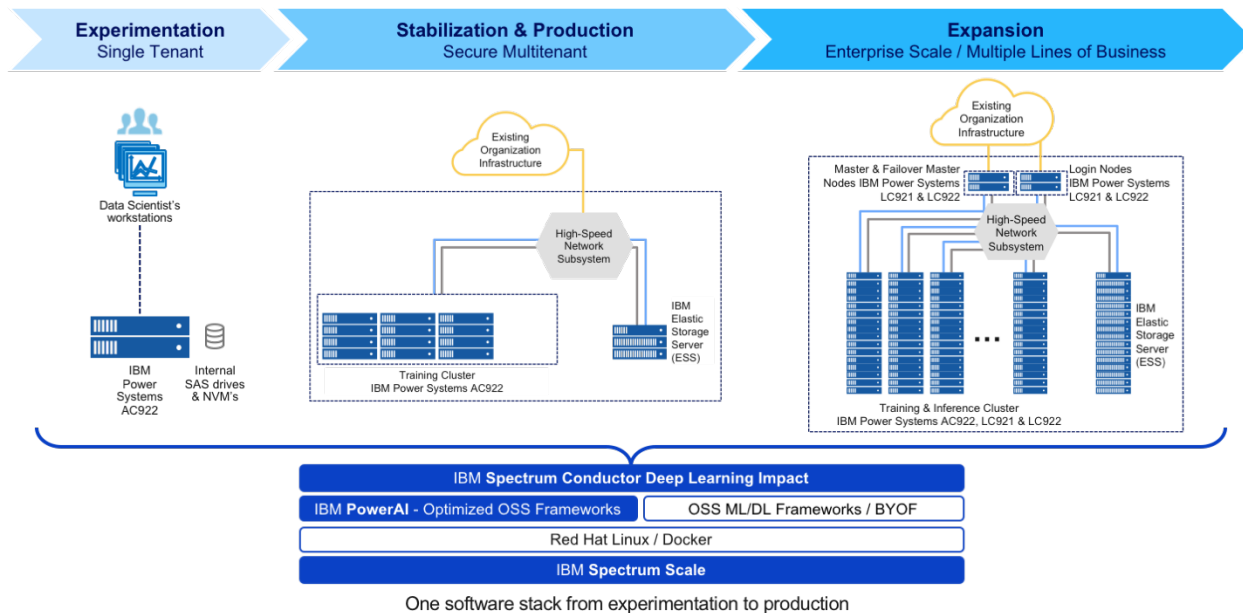 Experimentation
Single Tenant
Stabilization & Production
Secure Multitenant
Expansion
Enterprise Scale / Multiple Lines of Business
Data Scientist's
workstations
IBM
Power
Systems
AC922
Internal
SAS drives
& NVM's
Existing
Organization
Infrastructure
High-Speed
Network
Subsystem
IBM
Elastic
Storage
Server
(ESS)
Training Cluster
IBM Power Systems AC922
Existing
Organization
Infrastructure
Master & Failover Master
Nodes IBM Power Systems
LC921 & LC922
Login Nodes
IBM Power Systems
LC921 & LC922
High-Speed
Network
Subsystem
...
IBM
Elastic
Storage
Server
(ESS)
Training & Inference Cluster
IBM Power Systems AC922, LC921 & LC922
IBM Spectrum Conductor Deep Learning Impact
IBM PowerAI - Optimized OSS Frameworks
OSS ML/DL Frameworks / BYOF
Red Hat Linux / Docker
IBM Spectrum Scale
One software stack from experimentation to production